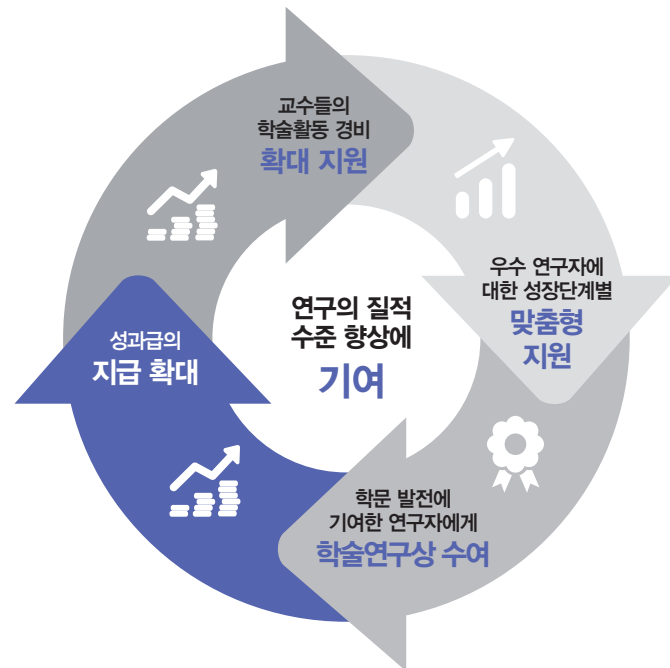 교수들의
학술활동 경비
확대 지원
우수 연구자에
대한 성장단계별
맞춤형
지원
학문 발전에
기여한 연구자에게
학술연구상 수여
성과급의
지급 확대
연구의 질적
수준 향상에
기여